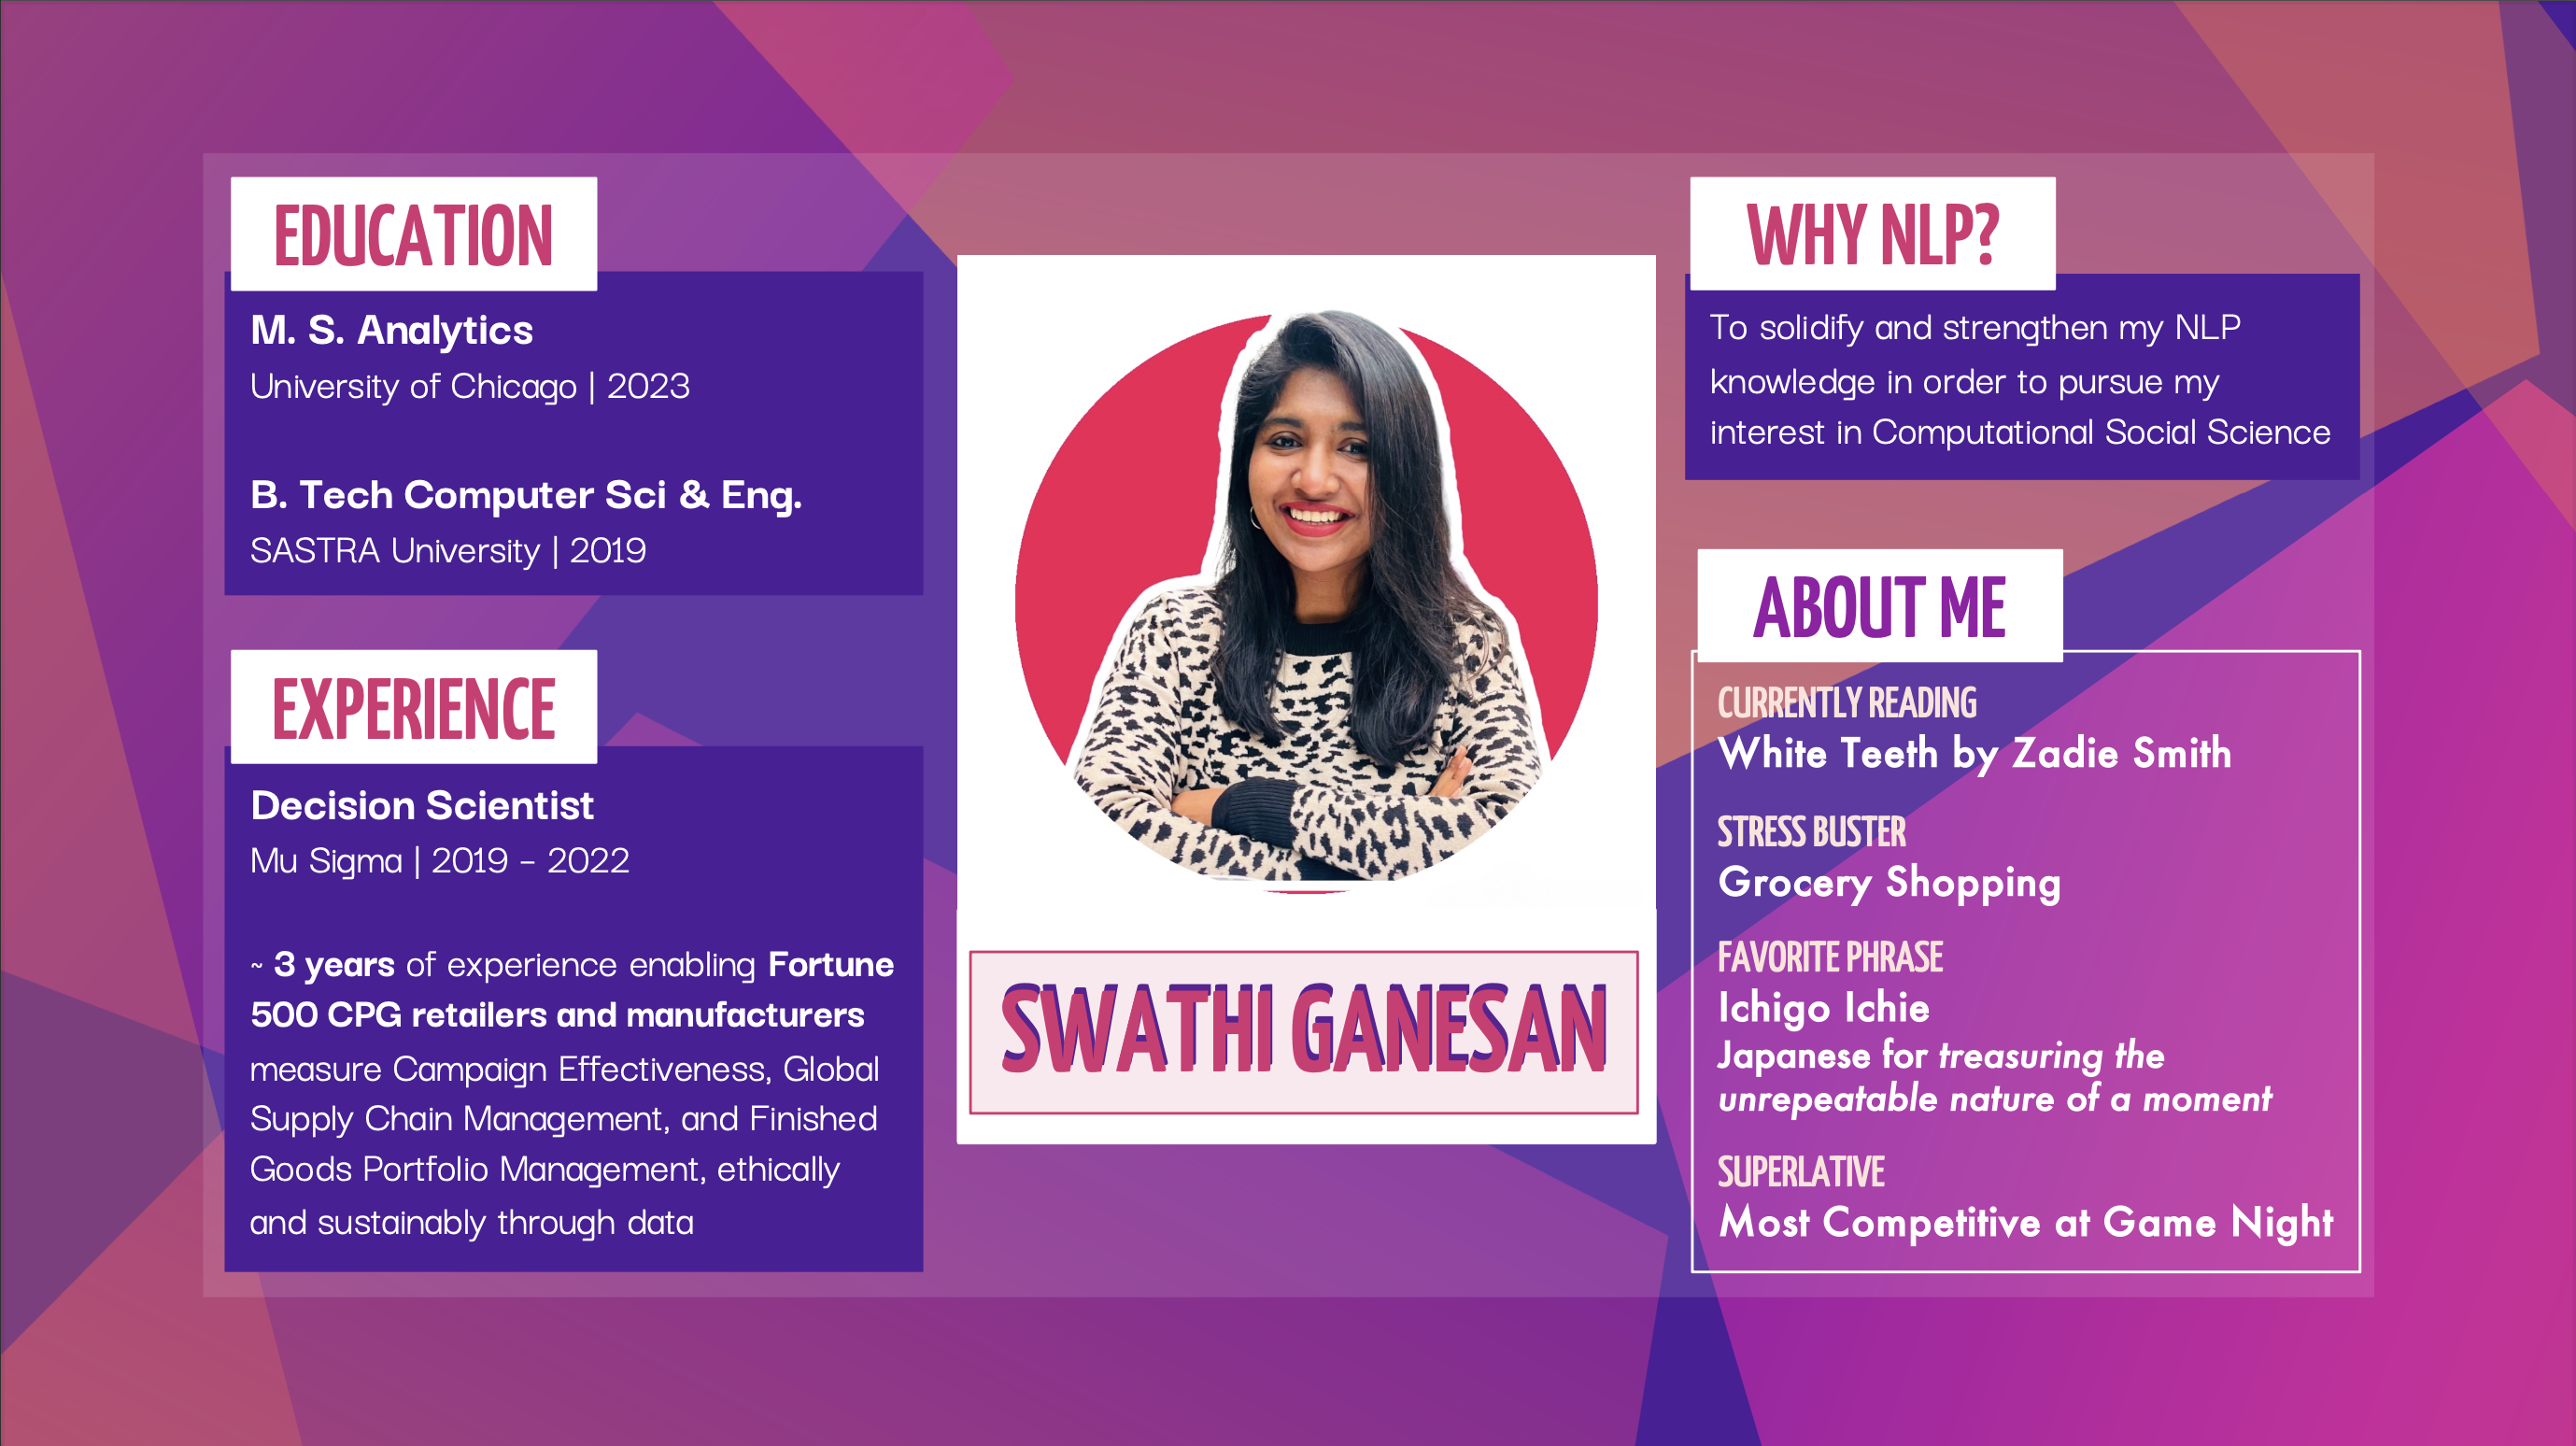 EDUCATION
M. S. Analytics
University of Chicago | 2023
B. Tech Computer Sci & Eng.
SASTRA University | 2019
EXPERIENCE
Decision Scientist
Mu Sigma | 2019 – 2022
~ 3 years of experience enabling Fortune
500 CPG retailers and manufacturers
measure Campaign Effectiveness, Global
Supply Chain Management, and Finished
Goods Portfolio Management, ethically
and sustainably through data
SWATHI GANESAN
WHY NLP?
To solidify and strengthen my NLP
knowledge in order to pursue my
interest in Computational Social Science
ABOUT ME
CURRENTLY READING
White Teeth by Zadie Smith
STRESS BUSTER
Grocery Shopping
FAVORITE PHRASE
Ichigo Ichie
Japanese for treasuring the
unrepeatable nature of a moment
SUPERLATIVE
Most Competitive at Game Night